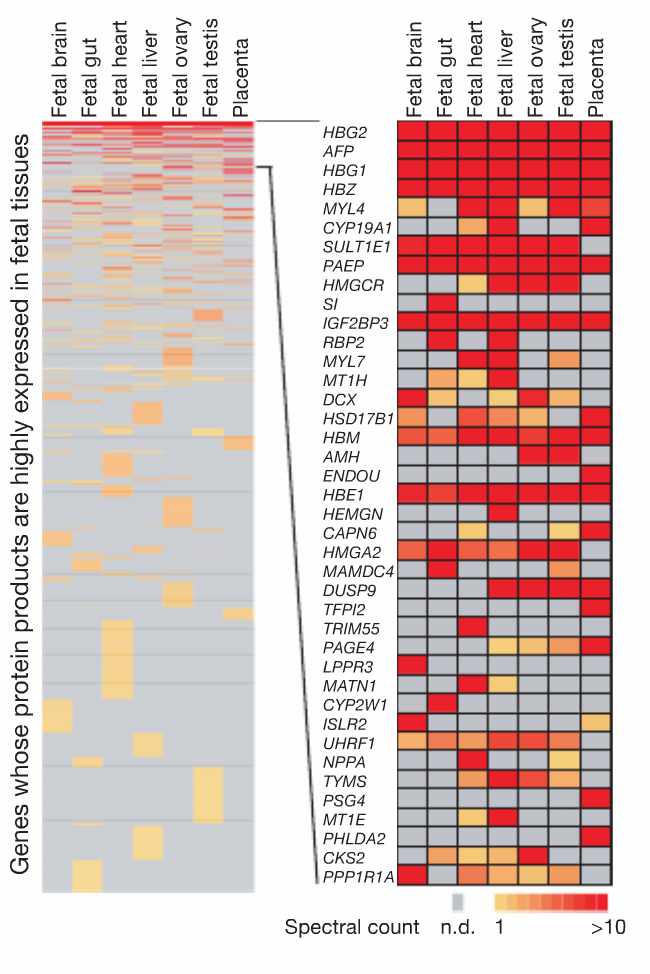 Fetal brain
Fetal gut
Fetal heart
Fetal liver
Fetal ovary
Fetal testis
Placenta
Fetal brain
Fetal gut
Fetal heart
Fetal liver
Fetal ovary
Fetal testis
Placenta
Genes whose protein products are highly expressed in fetal tissues
HBG2
AFP
HBG1
HBZ
MYL4
CYP19A1
SULT1E1
PAEP
HMGCR
SI
IGF2BP3
RBP2
MYL7
MT1H
DCX
HSD17B1
HBM
AMH
ENDOU
HBE1
HEMGN
CAPN6
HMGA2
MAMDC4
DUSP9
TFPI2
TRIM55
PAGE4
LPPR3
MATN1
CYP2W1
ISLR2
UHRF1
NPPA
TYMS
PSG4
MT1E
PHLDA2
CKS2
PPP1R1A
Spectral count n.d. 1 >10